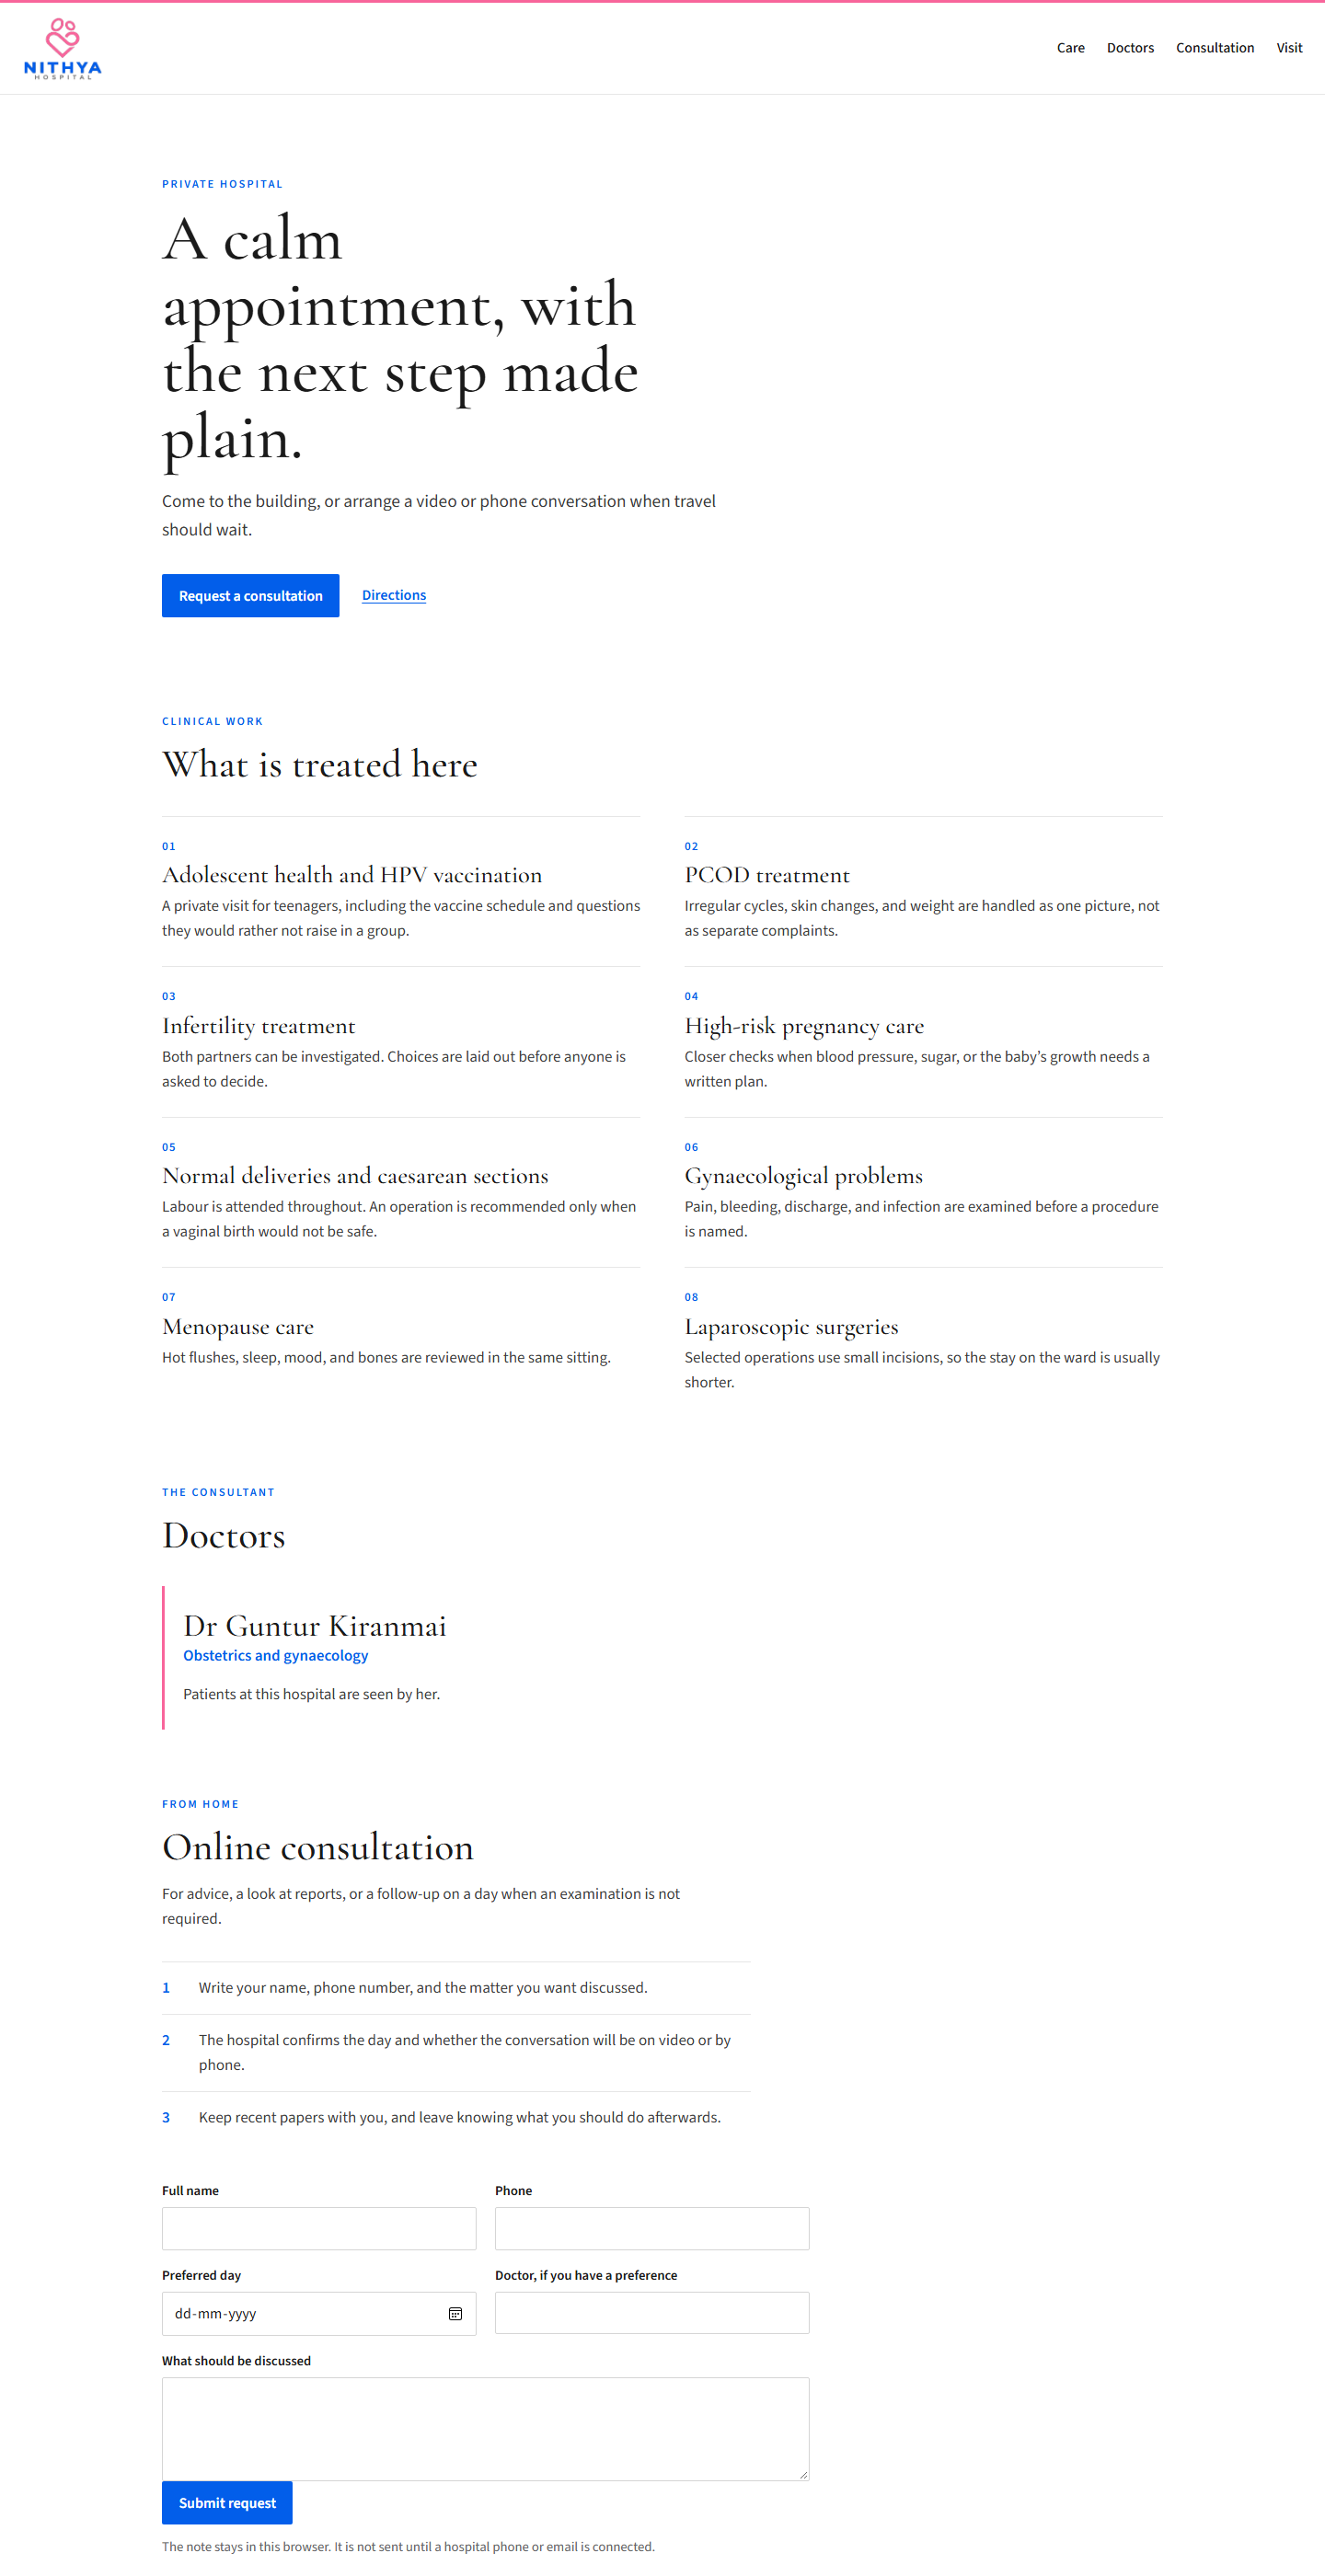 NITHYA
HOSPITAL
Care Doctors Consultation Visit
PRIVATE HOSPITAL
A calm
appointment, with
the next step made
plain.
Come to the building, or arrange a video or phone conversation when travel
should wait.
Request a consultation Directions
CLINICAL WORK
What is treated here
01
Adolescent health and HPV vaccination
A private visit for teenagers, including the vaccine schedule and questions
they would rather not raise in a group.
02
PCOD treatment
Irregular cycles, skin changes, and weight are handled as one picture, not
as separate complaints.
03
Infertility treatment
Both partners can be investigated. Choices are laid out before anyone is
asked to decide.
04
High-risk pregnancy care
Closer checks when blood pressure, sugar, or the baby’s growth needs a
written plan.
05
Normal deliveries and caesarean sections
Labour is attended throughout. An operation is recommended only when
a vaginal birth would not be safe.
06
Gynaecological problems
Pain, bleeding, discharge, and infection are examined before a procedure
is named.
07
Menopause care
Hot flushes, sleep, mood, and bones are reviewed in the same sitting.
08
Laparoscopic surgeries
Selected operations use small incisions, so the stay on the ward is usually
shorter.
THE CONSULTANT
Doctors
Dr Guntur Kiranmai
Obstetrics and gynaecology
Patients at this hospital are seen by her.
FROM HOME
Online consultation
For advice, a look at reports, or a follow-up on a day when an examination is not
required.
1 Write your name, phone number, and the matter you want discussed.
2 The hospital confirms the day and whether the conversation will be on video or by
phone.
3 Keep recent papers with you, and leave knowing what you should do afterwards.
Full name
Phone
Preferred day
dd-mm-yyyy
Doctor, if you have a preference
What should be discussed
Submit request
The note stays in this browser. It is not sent until a hospital phone or email is connected.